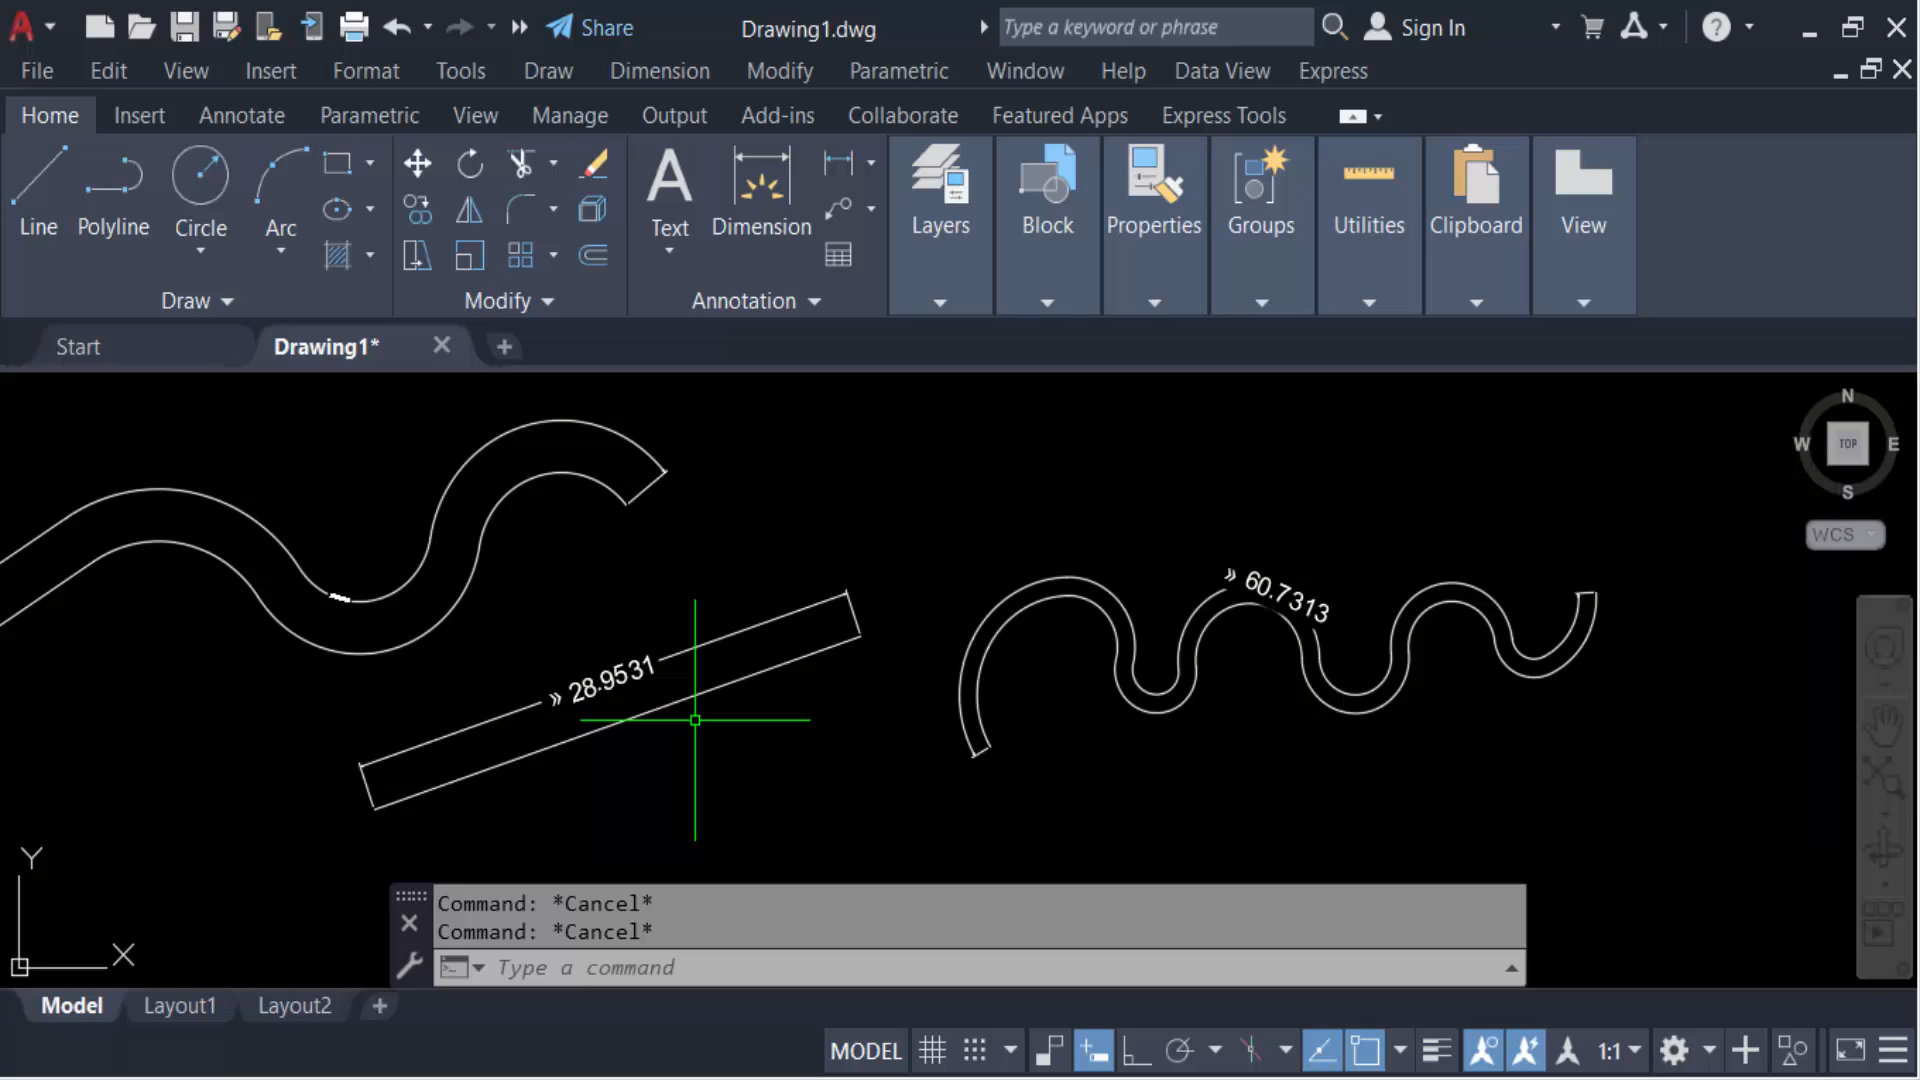 Share
Drawing1.dwg
Type a keyword or phrase
Sign In
File Edit View Insert Format Tools Draw Dimension Modify Parametric Window Help Data View Express
Home Insert Annotate Parametric View Manage Output Add-ins Collaborate Featured Apps Express Tools
Line Polyline Circle Arc
Text Dimension
Layers Block Properties Groups Utilities Clipboard View
Draw Modify Annotation
Start Drawing1*
N
W TOP E
S
WCS
» 60.7313
» 28.9531
Y
X
Command: *Cancel*
Command: *Cancel*
Type a command
Model Layout1 Layout2
MODEL 1:1